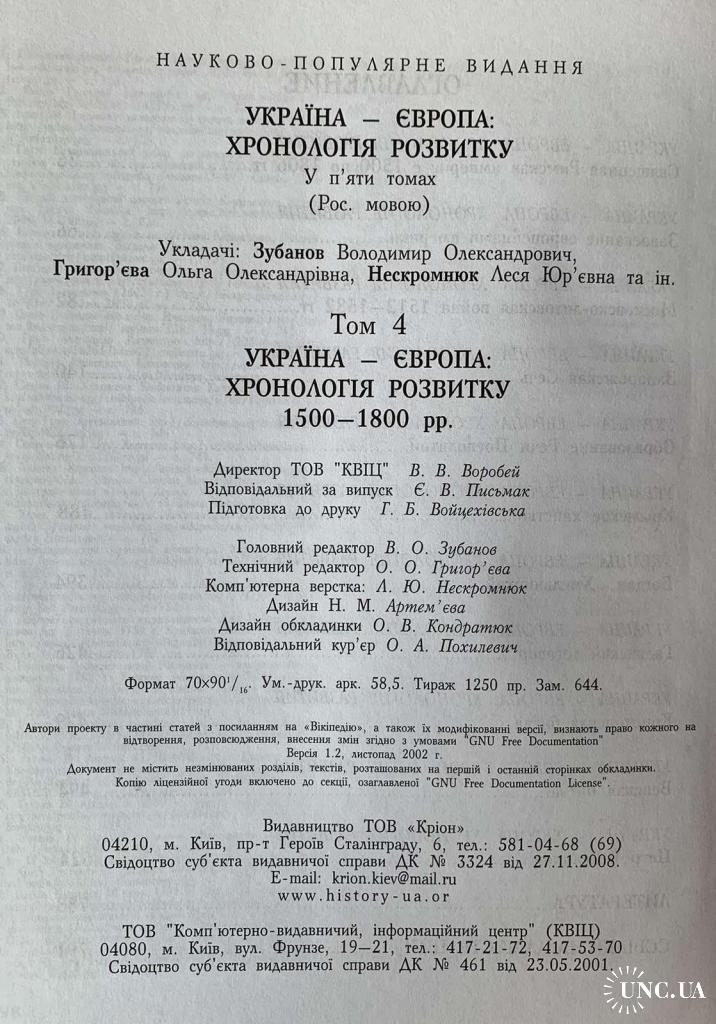 НАУКОВО-ПОПУЛЯРНЕ ВИДАННЯ
УКРАЇНА – ЄВРОПА:
ХРОНОЛОГІЯ РОЗВИТКУ
У п'яти томах
(Рос. мовою)
Укладачі: Зубанов Володимир Олександрович,
Григор'єва Ольга Олександрівна, Нескромнюк Леся Юр'євна та ін.
Том 4
УКРАЇНА – ЄВРОПА:
ХРОНОЛОГІЯ РОЗВИТКУ
1500–1800 рр.
Директор ТОВ "КВІЦ" В. В. Воробей
Відповідальний за випуск Є. В. Письмак
Підготовка до друку Г. Б. Войцехівська
Головний редактор В. О. Зубанов
Технічний редактор О. О. Григор'єва
Комп'ютерна верстка: Л. Ю. Нескромнюк
Дизайн Н. М. Артем'єва
Дизайн обкладинки О. В. Кондратюк
Відповідальний кур'єр О. А. Похилевич
Формат 70×90¹/₁₆. Ум.-друк. арк. 58,5. Тираж 1250 пр. Зам. 644.
Автори проекту в частині статей з посиланням на «Вікіпедію», а також їх модифікованні версії, визнають право кожного на
відтворення, розповсюдження, внесення змін згідно з умовами "GNU Free Documentation"
Версія 1.2, листопад 2002 г.
Документ не містить незмінюваних розділів, текстів, розташованих на першій і останній сторінках обкладинки.
Копію ліцензійної угоди включено до секції, озаглавленої "GNU Free Documentation License".
Видавництво ТОВ «Кріон»
04210, м. Київ, пр-т Героїв Сталінграду, 6, тел.: 581-04-68 (69)
Свідоцтво суб'єкта видавничої справи ДК № 3324 від 27.11.2008.
E-mail: krion.kiev@mail.ru
www.history-ua.or
ТОВ "Комп'ютерно-видавничий, інформаційний центр" (КВІЦ)
04080, м. Київ, вул. Фрунзе, 19–21, тел.: 417-21-72, 417-53-70
Свідоцтво суб'єкта видавничої справи ДК № 461 від 23.05.2001.
UNC.UA